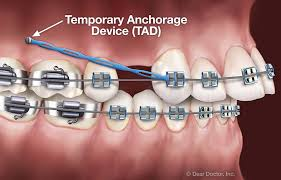 Temporary Anchorage
Device (TAD)
© Dear Doctor, Inc.